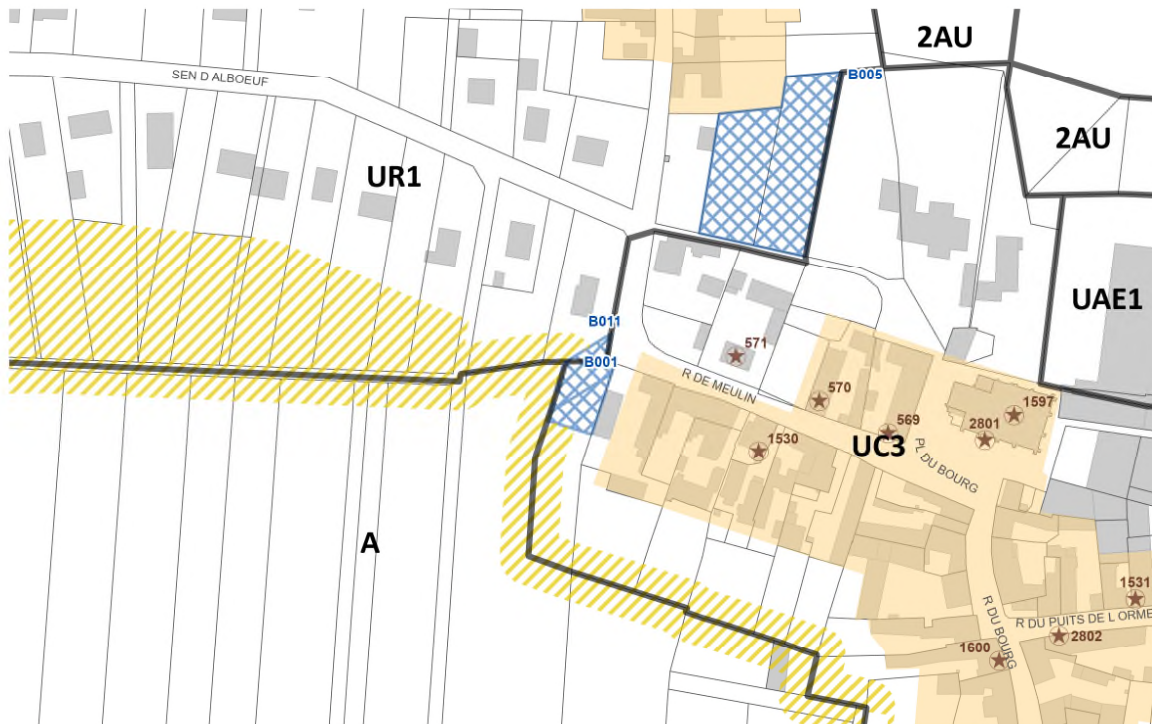 2AU
B005
SEN D ALBOEUF
2AU
UR1
UAE1
B011
B001
571
R DE MEULIN
570
1597
569
2801
1530
UC3
PL DU BOURG
A
1531
R DU PUITS DE L ORME
2802
R DU BOURG
1600